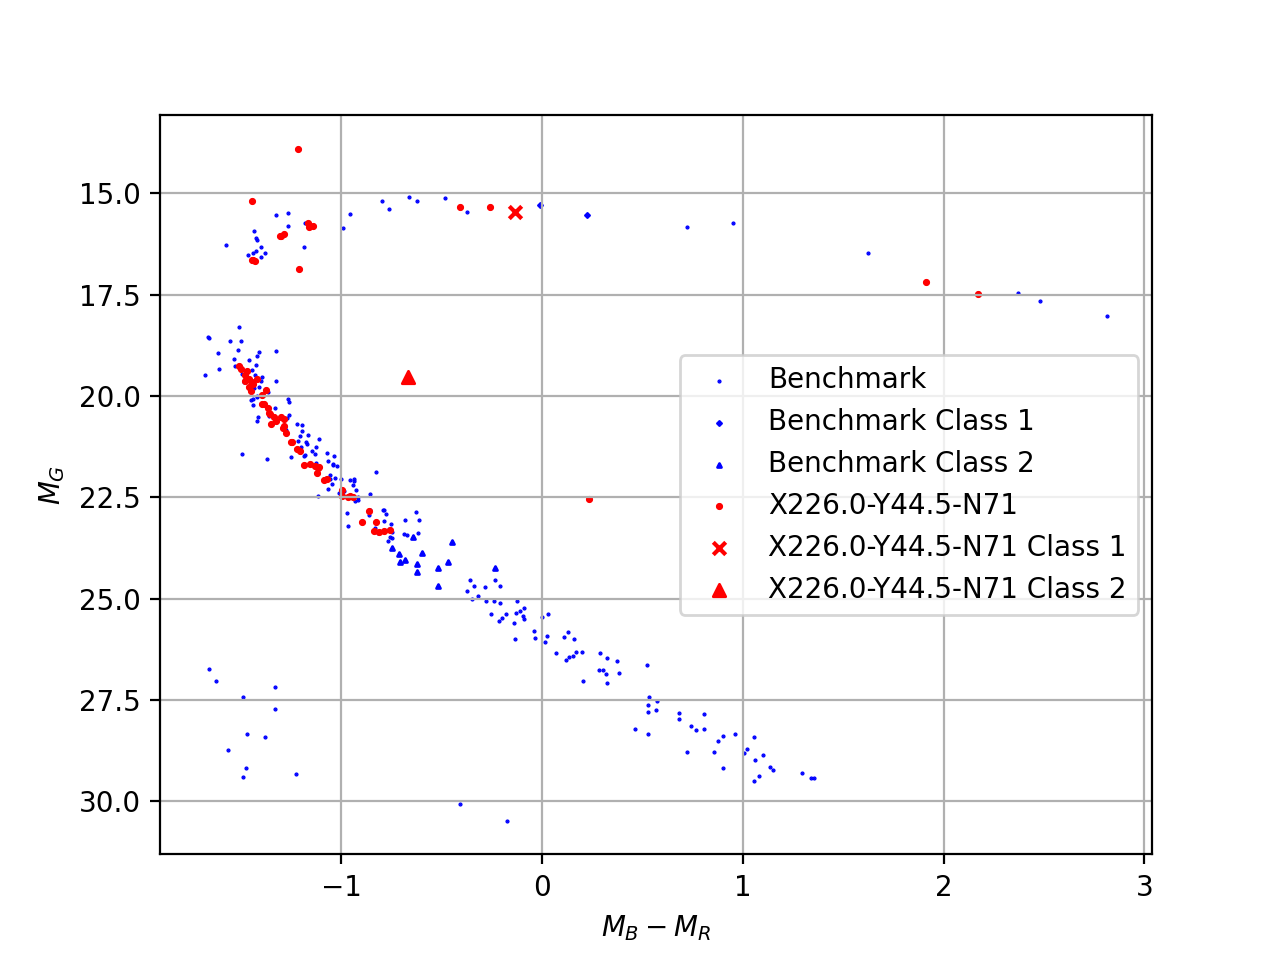 15.0
17.5
20.0
22.5
25.0
27.5
30.0
M_G
−1
0
1
2
3
M_B − M_R
Benchmark
Benchmark Class 1
Benchmark Class 2
X226.0-Y44.5-N71
X226.0-Y44.5-N71 Class 1
X226.0-Y44.5-N71 Class 2